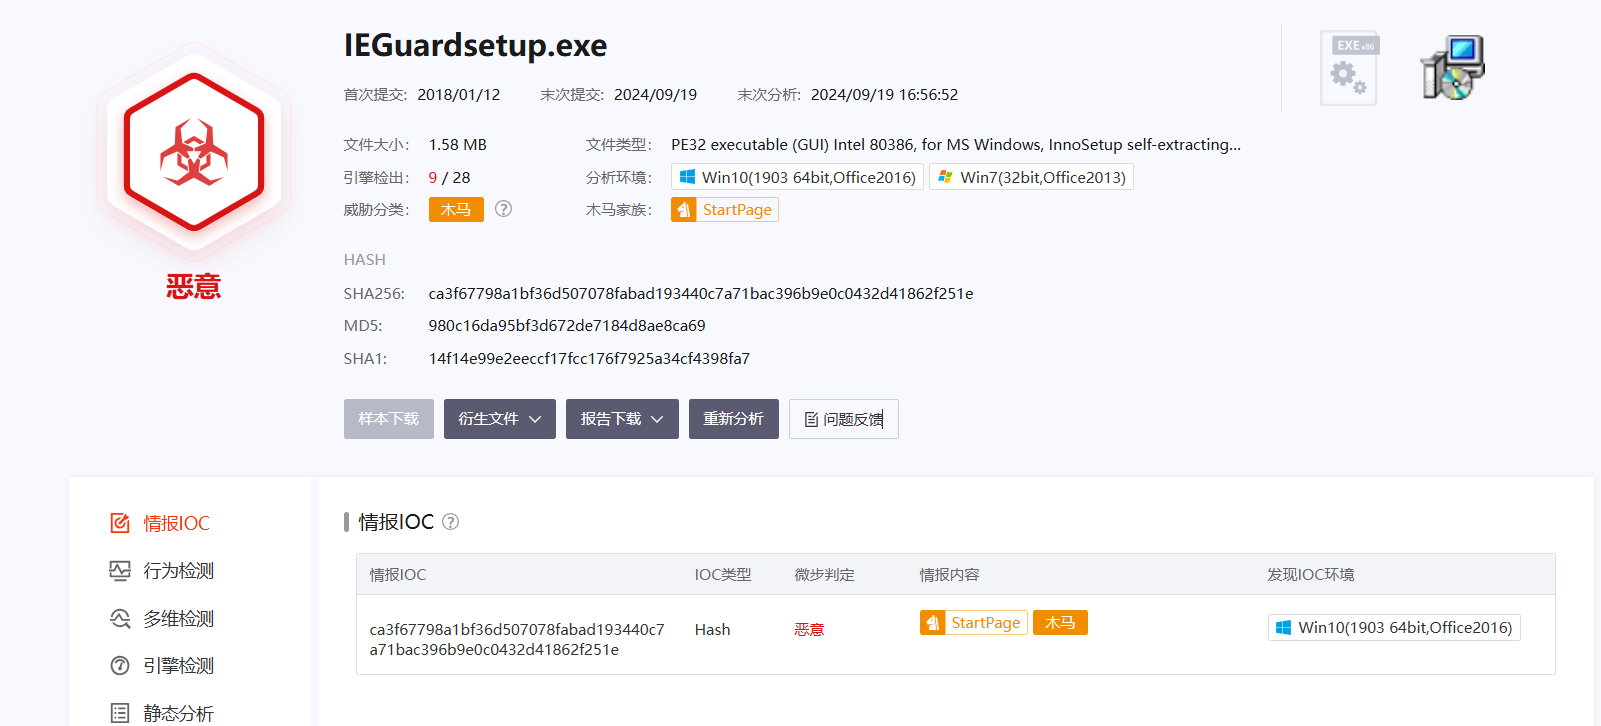 IEGuardsetup.exe
首次提交: 2018/01/12 末次提交: 2024/09/19 末次分析: 2024/09/19 16:56:52
EXE x86
文件大小: 1.58 MB 文件类型: PE32 executable (GUI) Intel 80386, for MS Windows, InnoSetup self-extracting...
引擎检出: 9 / 28 分析环境: Win10(1903 64bit,Office2016) Win7(32bit,Office2013)
威胁分类: 木马 ? 木马家族: StartPage
恶意
HASH
SHA256: ca3f67798a1bf36d507078fabad193440c7a71bac396b9e0c0432d41862f251e
MD5: 980c16da95bf3d672de7184d8ae8ca69
SHA1: 14f14e99e2eeccf17fcc176f7925a34cf4398fa7
样本下载 衍生文件 报告下载 重新分析 问题反馈
情报IOC
行为检测
多维检测
引擎检测
静态分析
情报IOC ?
情报IOC IOC类型 微步判定 情报内容 发现IOC环境
ca3f67798a1bf36d507078fabad193440c7 Hash 恶意 StartPage 木马 Win10(1903 64bit,Office2016)
a71bac396b9e0c0432d41862f251e